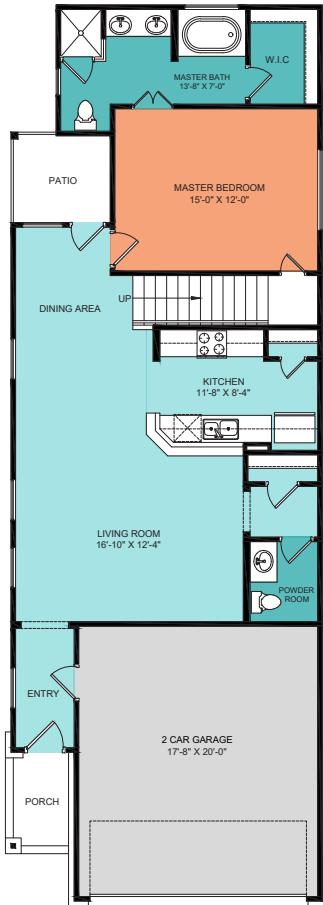 W.I.C
MASTER BATH
13'-8" X 7'-0"
PATIO
MASTER BEDROOM
15'-0" X 12'-0"
UP
DINING AREA
KITCHEN
11'-8" X 8'-4"
LIVING ROOM
16'-10" X 12'-4"
POWDER
ROOM
ENTRY
2 CAR GARAGE
17'-8" X 20'-0"
PORCH